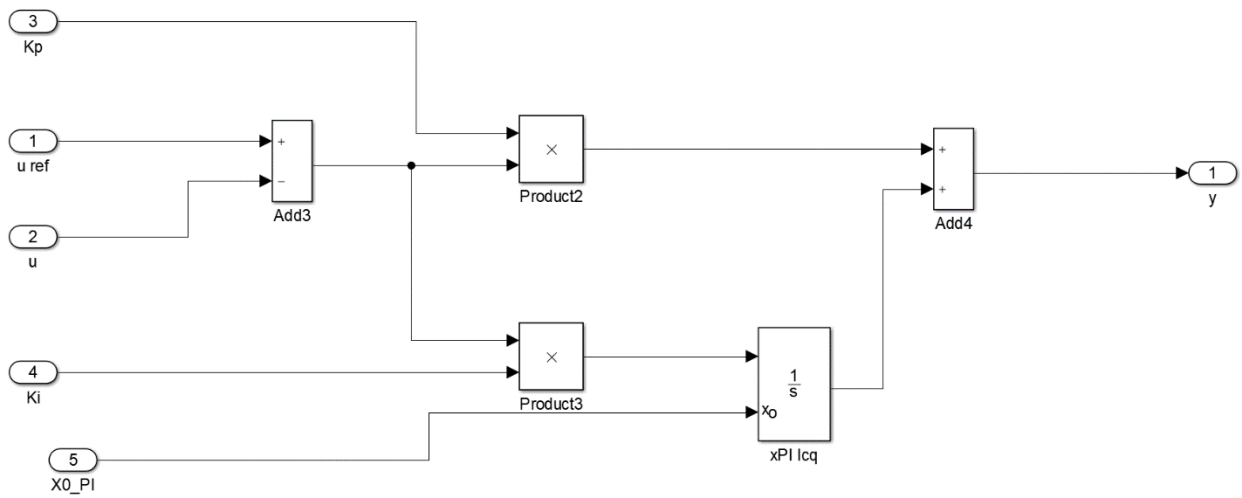 3
Kp
1
u ref
+
−
Add3
2
u
×
Product2
+
+
Add4
1
y
4
Ki
×
Product3
1
s
xo
xPI Icq
5
X0_PI